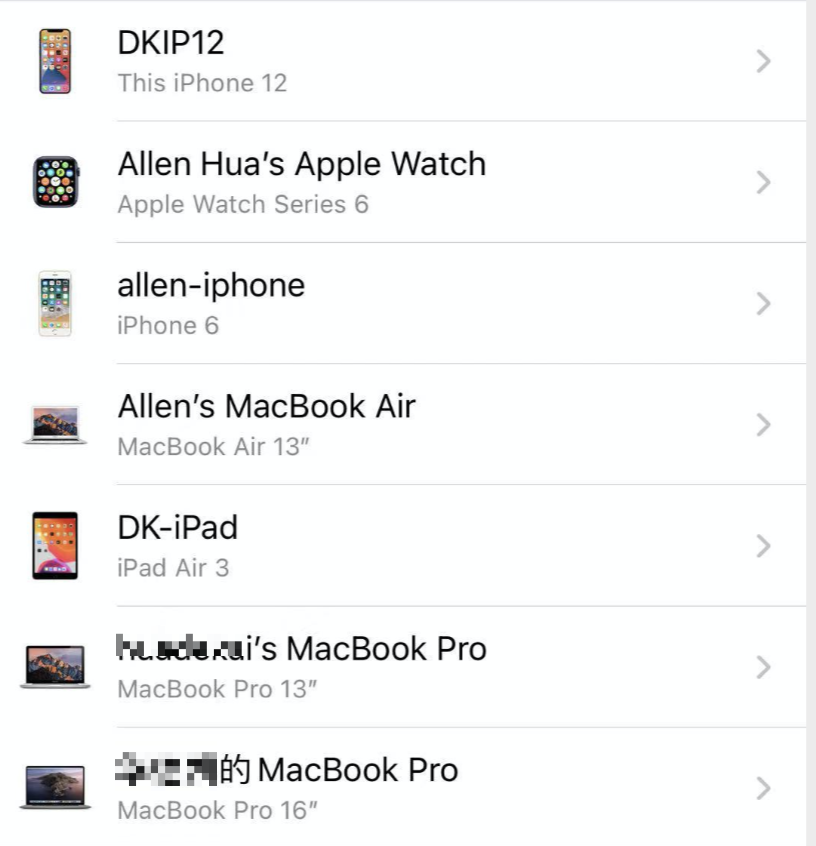 DKIP12
This iPhone 12
Allen Hua’s Apple Watch
Apple Watch Series 6
allen-iphone
iPhone 6
Allen’s MacBook Air
MacBook Air 13”
DK-iPad
iPad Air 3
MacBook Pro
MacBook Pro 13”
的 MacBook Pro
MacBook Pro 16”